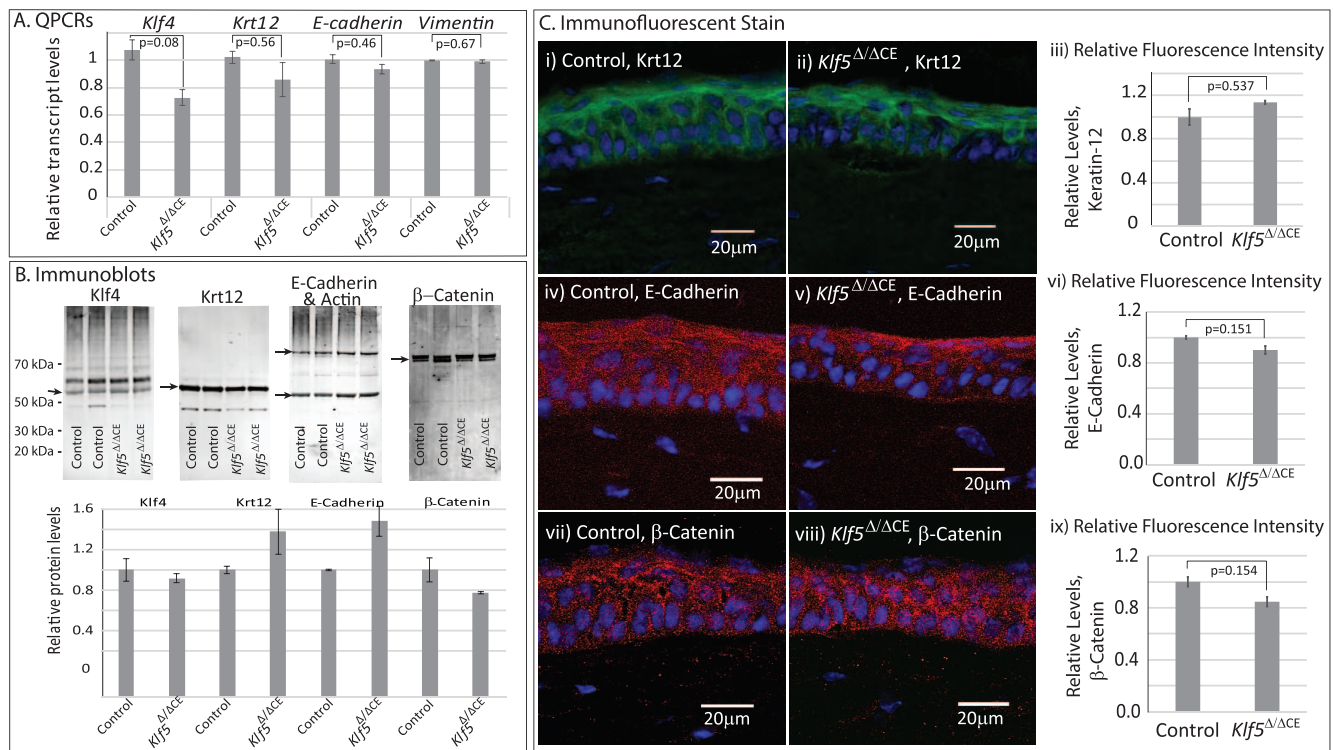 A. QPCRs
Klf4 Krt12 E-cadherin Vimentin
p=0.08 p=0.56 p=0.46 p=0.67
Relative transcript levels
1
0.8
0.6
0.4
0.2
0
Control Klf5Δ/ΔCE Control Klf5Δ/ΔCE Control Klf5Δ/ΔCE Control Klf5Δ/ΔCE
B. Immunoblots
Klf4 Krt12 E-Cadherin & Actin β–Catenin
70 kDa
50 kDa
30 kDa
20 kDa
Control Control Klf5Δ/ΔCE Klf5Δ/ΔCE
Control Control Klf5Δ/ΔCE Klf5Δ/ΔCE
Control Control Klf5Δ/ΔCE Klf5Δ/ΔCE
Control Control Klf5Δ/ΔCE Klf5Δ/ΔCE
Klf4 Krt12 E-Cadherin β-Catenin
Relative protein levels
1.6
1.2
0.8
0.4
0
Control Klf5Δ/ΔCE Control Klf5Δ/ΔCE Control Klf5Δ/ΔCE Control Klf5Δ/ΔCE
C. Immunofluorescent Stain
i) Control, Krt12
20μm
ii) Klf5Δ/ΔCE , Krt12
20μm
iii) Relative Fluorescence Intensity
p=0.537
Relative Levels,
Keratin-12
1.2
0.8
0.4
0
Control Klf5Δ/ΔCE
iv) Control, E-Cadherin
20μm
v) Klf5Δ/ΔCE , E-Cadherin
20μm
vi) Relative Fluorescence Intensity
p=0.151
Relative Levels,
E-Cadherin
1.2
0.8
0.4
0.0
Control Klf5Δ/ΔCE
vii) Control, β-Catenin
20μm
viii) Klf5Δ/ΔCE, β-Catenin
20μm
ix) Relative Fluorescence Intensity
p=0.154
Relative Levels,
β-Catenin
1.2
0.8
0.4
0.0
Control Klf5Δ/ΔCE